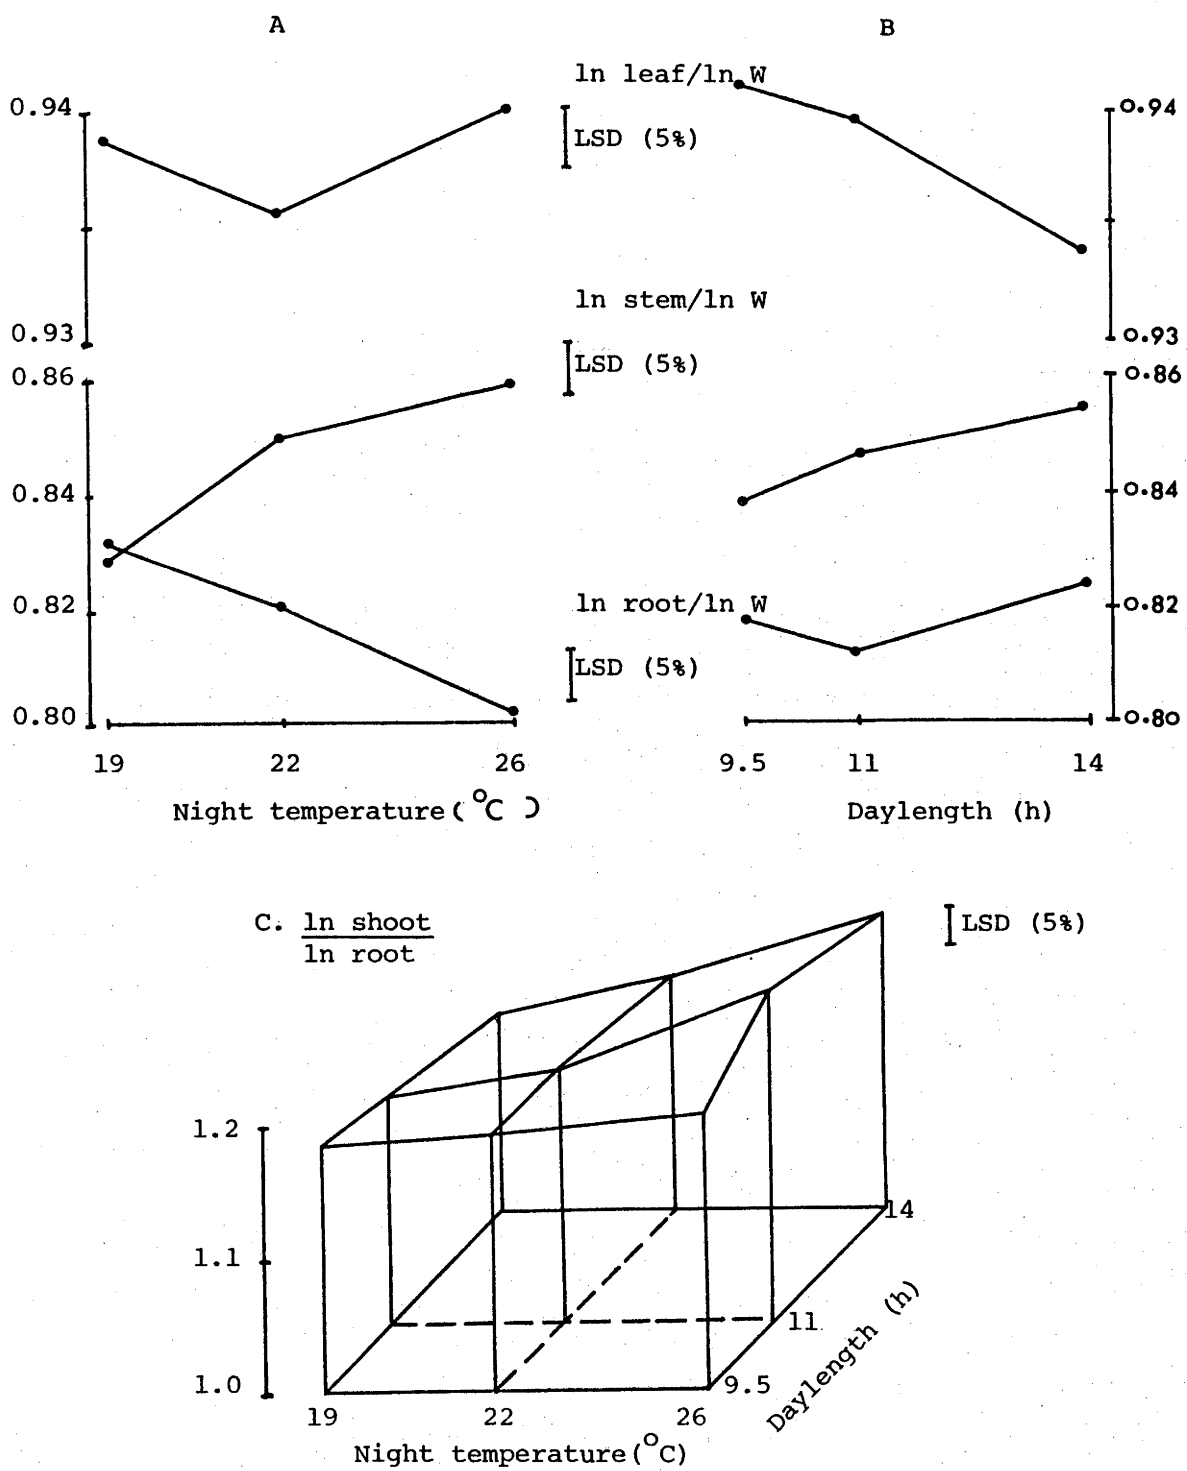 A
B
ln leaf/ln W
0.94
LSD (5%)
0.94
ln stem/ln W
0.93
0.93
LSD (5%)
0.86
0.86
0.84
0.84
ln root/ln W
0.82
0.82
LSD (5%)
0.80
0.80
19
22
26
9.5
11
14
Night temperature(°C)
Daylength (h)
C. ln shoot
ln root
LSD (5%)
1.2
1.1
1.0
14
11
9.5
Daylength (h)
19
22
26
Night temperature(°C)